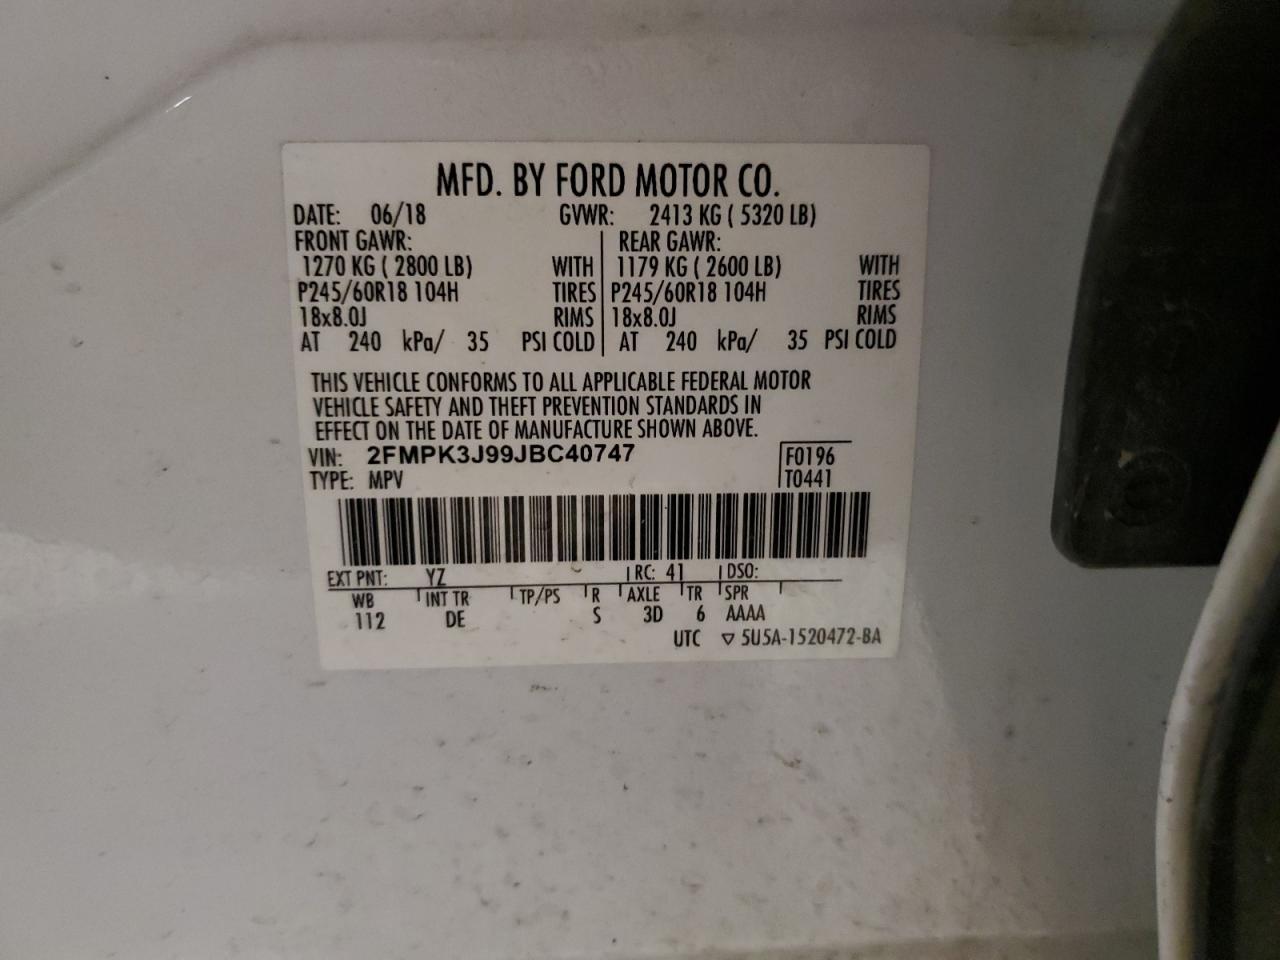 MFD. BY FORD MOTOR CO.
DATE: 06/18 GVWR: 2413 KG ( 5320 LB)
FRONT GAWR: REAR GAWR:
1270 KG ( 2800 LB) WITH 1179 KG ( 2600 LB) WITH
P245/60R18 104H TIRES P245/60R18 104H TIRES
18x8.0J RIMS 18x8.0J RIMS
AT 240 kPa/ 35 PSI COLD AT 240 kPa/ 35 PSI COLD
THIS VEHICLE CONFORMS TO ALL APPLICABLE FEDERAL MOTOR
VEHICLE SAFETY AND THEFT PREVENTION STANDARDS IN
EFFECT ON THE DATE OF MANUFACTURE SHOWN ABOVE.
VIN: 2FMPK3J99JBC40747 F0196
TYPE: MPV T0441
EXT PNT: YZ RC: 41 DSO:
WB INT TR TP/PS R AXLE TR SPR
112 DE S 3D 6 AAAA
UTC ▽ 5U5A-1520472-BA